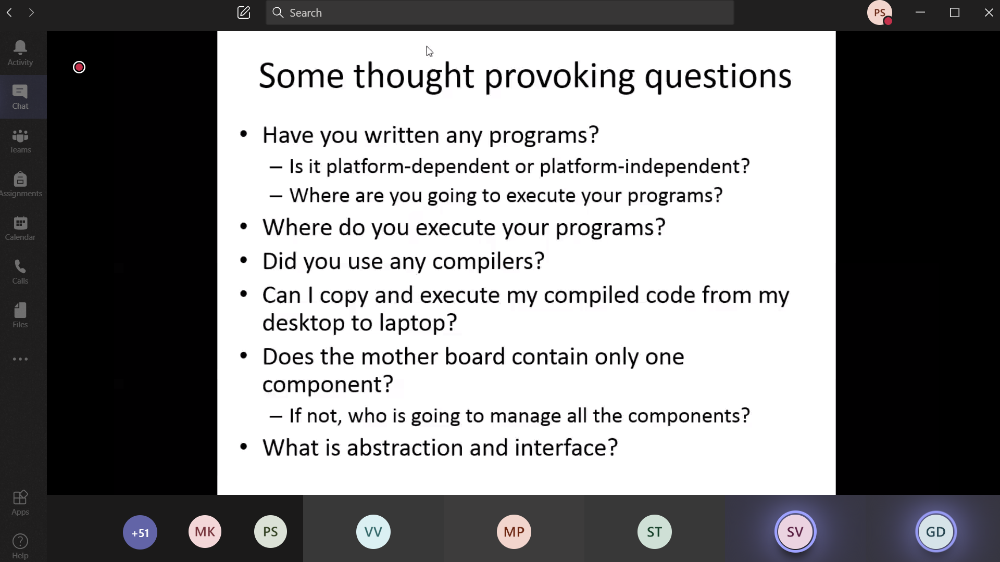 Search
PS
Activity
Chat
Teams
Assignments
Calendar
Calls
Files
Apps
Help
Some thought provoking questions
• Have you written any programs?
– Is it platform-dependent or platform-independent?
– Where are you going to execute your programs?
• Where do you execute your programs?
• Did you use any compilers?
• Can I copy and execute my compiled code from my
desktop to laptop?
• Does the mother board contain only one
component?
– If not, who is going to manage all the components?
• What is abstraction and interface?
+51
MK
PS
VV
MP
ST
SV
GD